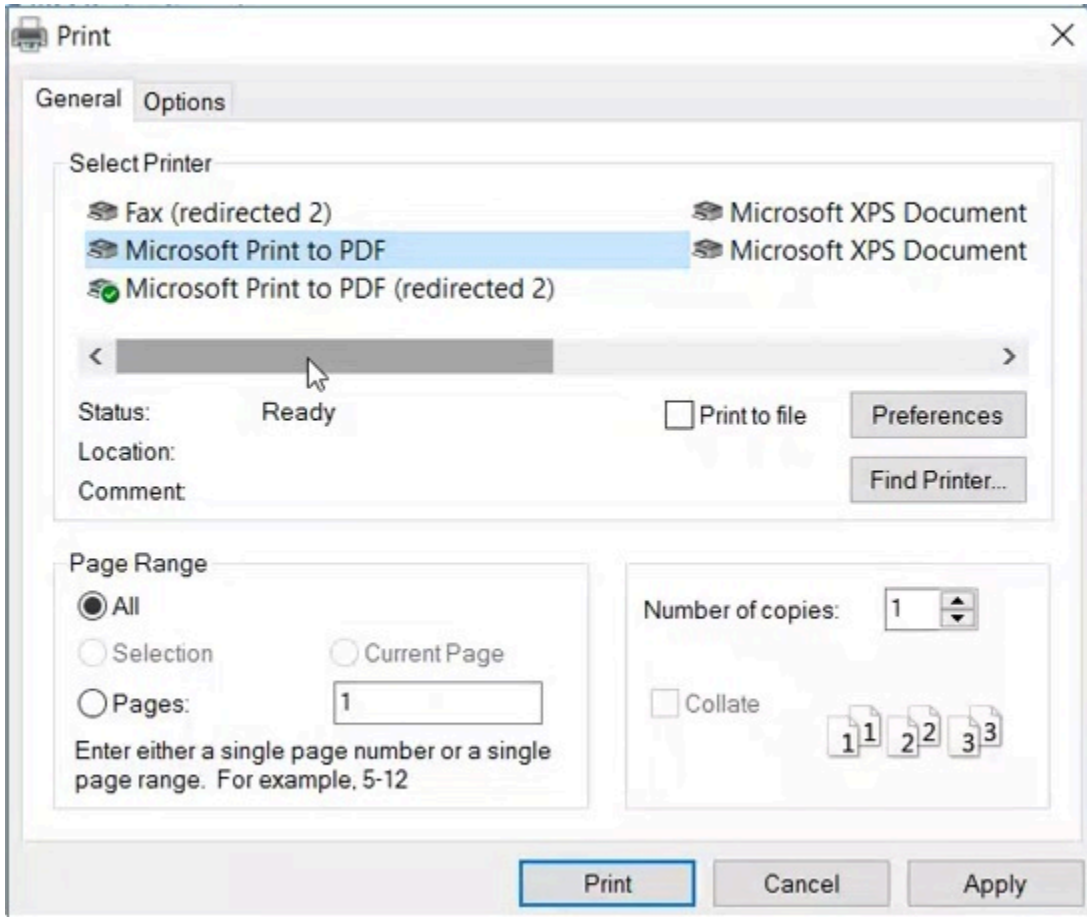 Print
General Options
Select Printer
Fax (redirected 2) Microsoft XPS Document
Microsoft Print to PDF Microsoft XPS Document
Microsoft Print to PDF (redirected 2)
Status: Ready Print to file Preferences
Location:
Comment: Find Printer...
Page Range
All
Number of copies: 1
Selection Current Page
Pages: 1 Collate
1 1 2 2 3 3
Enter either a single page number or a single
page range. For example, 5-12
Print Cancel Apply